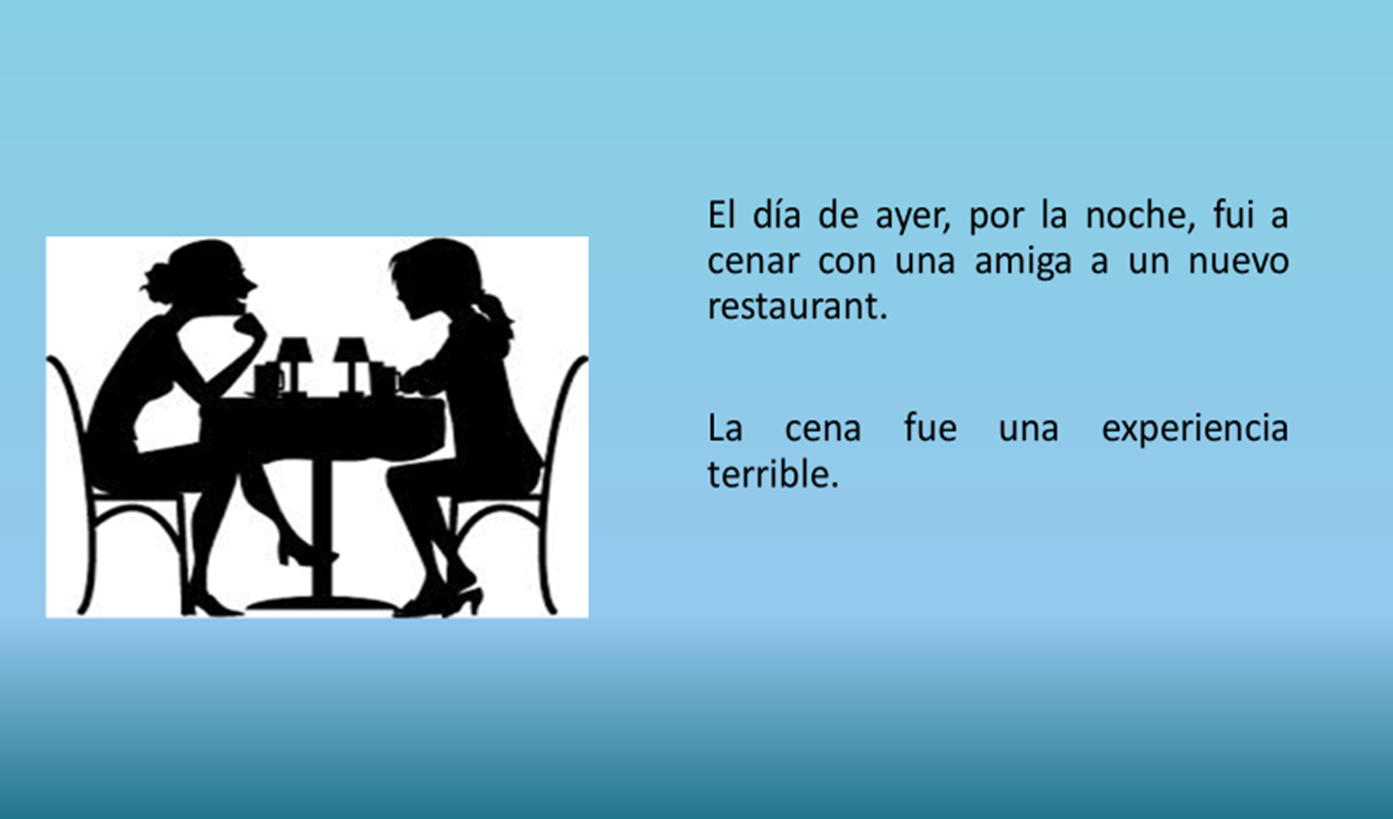 El día de ayer, por la noche, fui a
cenar con una amiga a un nuevo
restaurant.
La cena fue una experiencia
terrible.